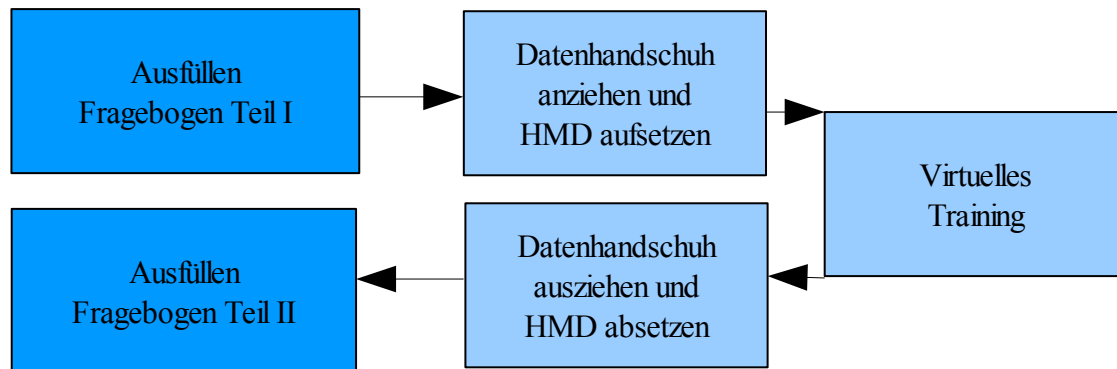 Ausfüllen
Fragebogen Teil I
Datenhandschuh
anziehen und
HMD aufsetzen
Virtuelles
Training
Datenhandschuh
ausziehen und
HMD absetzen
Ausfüllen
Fragebogen Teil II